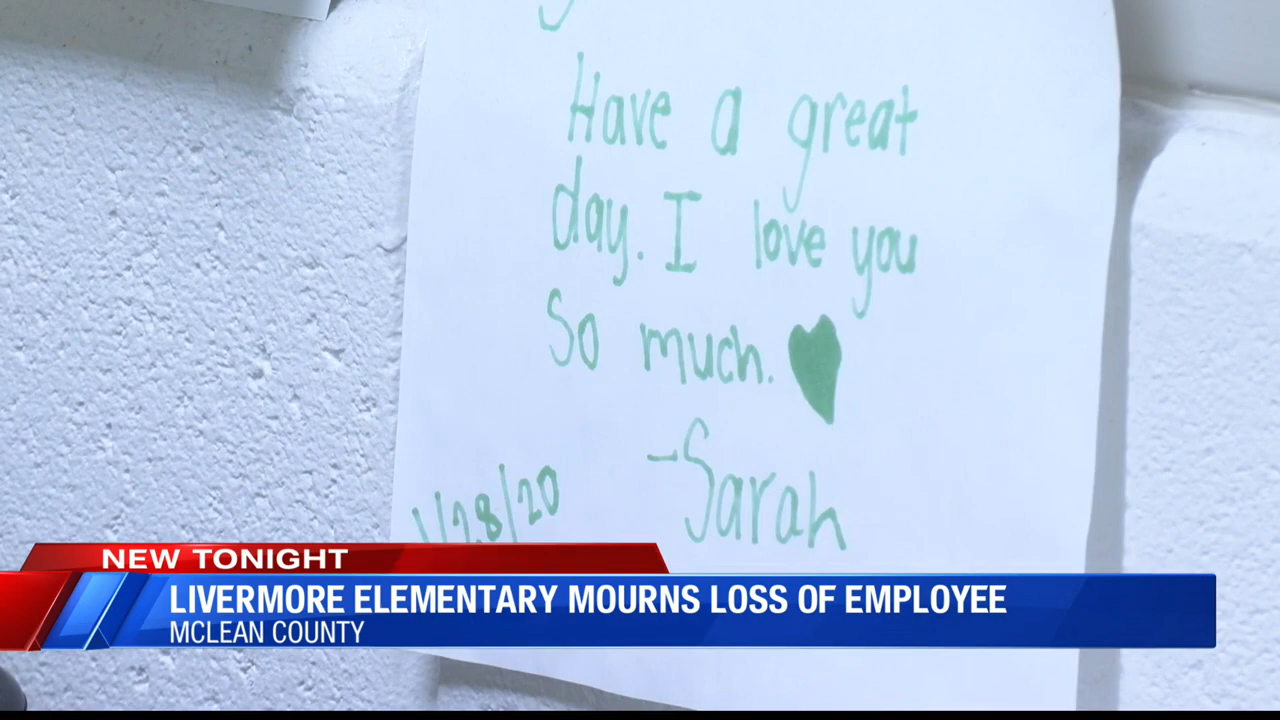 Have a great
day. I love you
So much.
-Sarah
1/28/20
NEW TONIGHT
LIVERMORE ELEMENTARY MOURNS LOSS OF EMPLOYEE
MCLEAN COUNTY